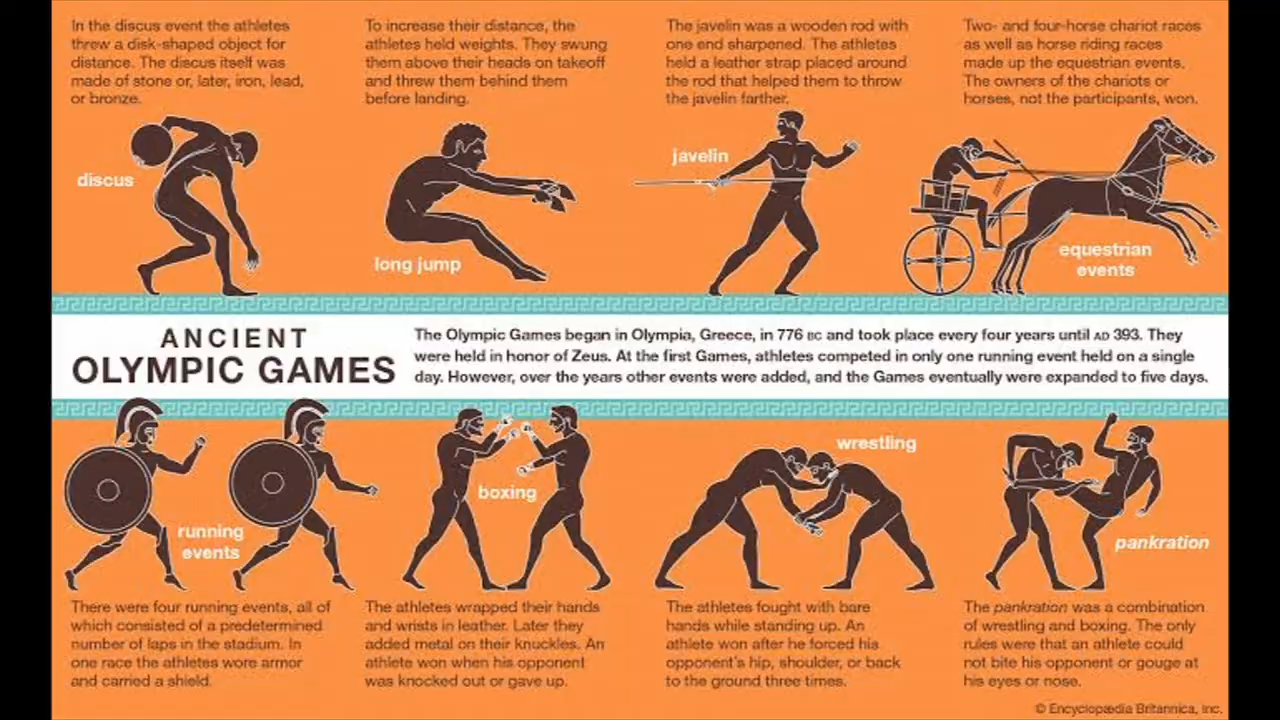 In the discus event the athletes
threw a disk-shaped object for
distance. The discus itself was
made of stone or, later, iron, lead,
or bronze.
To increase their distance, the
athletes held weights. They swung
them above their heads on takeoff
and threw them behind them
before landing.
The javelin was a wooden rod with
one end sharpened. The athletes
held a leather strap placed around
the rod that helped them to throw
the javelin farther.
Two- and four-horse chariot races
as well as horse riding races
made up the equestrian events.
The owners of the chariots or
horses, not the participants, won.
discus
long jump
javelin
equestrian
events
ANCIENT
OLYMPIC GAMES
The Olympic Games began in Olympia, Greece, in 776 BC and took place every four years until AD 393. They
were held in honor of Zeus. At the first Games, athletes competed in only one running event held on a single
day. However, over the years other events were added, and the Games eventually were expanded to five days.
running
events
boxing
wrestling
pankration
There were four running events, all of
which consisted of a predetermined
number of laps in the stadium. In
one race the athletes wore armor
and carried a shield.
The athletes wrapped their hands
and wrists in leather. Later they
added metal on their knuckles. An
athlete won when his opponent
was knocked out or gave up.
The athletes fought with bare
hands while standing up. An
athlete won after he forced his
opponent's hip, shoulder, or back
to the ground three times.
The pankration was a combination
of wrestling and boxing. The only
rules were that an athlete could
not bite his opponent or gouge at
his eyes or nose.
© Encyclopædia Britannica, Inc.